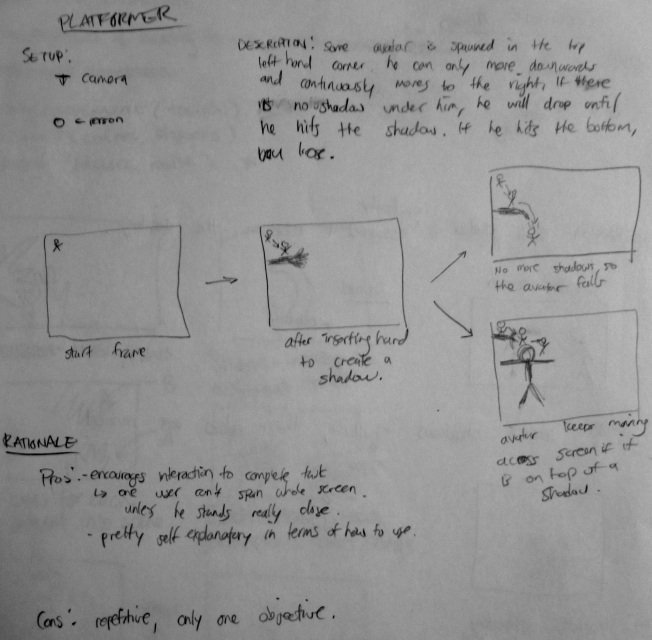 PLATFORMER
SETUP:
camera
person
DESCRIPTION: Some avatar is spawned in the top
left hand corner. he can only move downwards
and continuously moves to the right. If there
is no shadow under him, he will drop until
he hits the shadow. If he hits the bottom,
you lose.
start frame
after inserting hand
to create a
shadow.
No more shadows, so
the avatar falls
avatar keeps moving
across screen if it
is on top of a
shadow.
RATIONALE
Pros: - encourages interaction to complete task
↳ one user can't span whole screen.
unless he stands really close.
- pretty self explanatory in terms of how to use.
Cons: repetitive, only one objective.